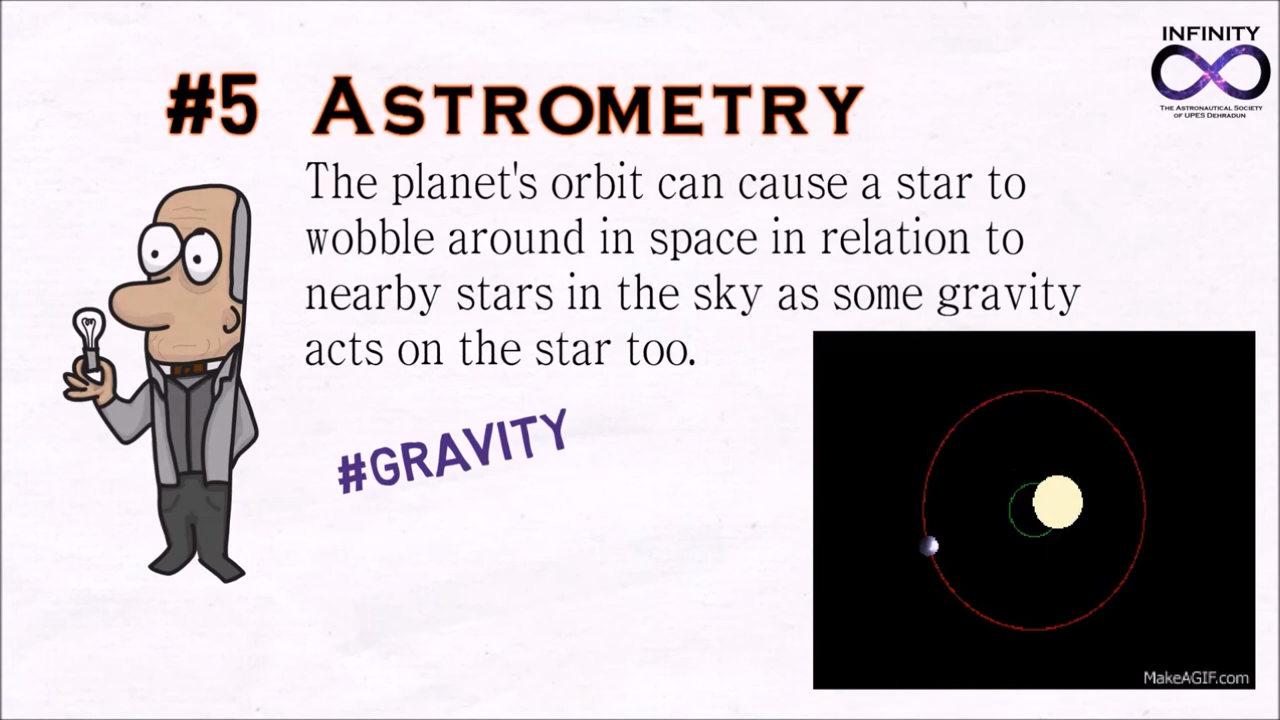 INFINITY
The Astronautical Society
of UPES Dehradun
#5 Astrometry
The planet's orbit can cause a star to
wobble around in space in relation to
nearby stars in the sky as some gravity
acts on the star too.
#GRAVITY
MakeAGIF.com